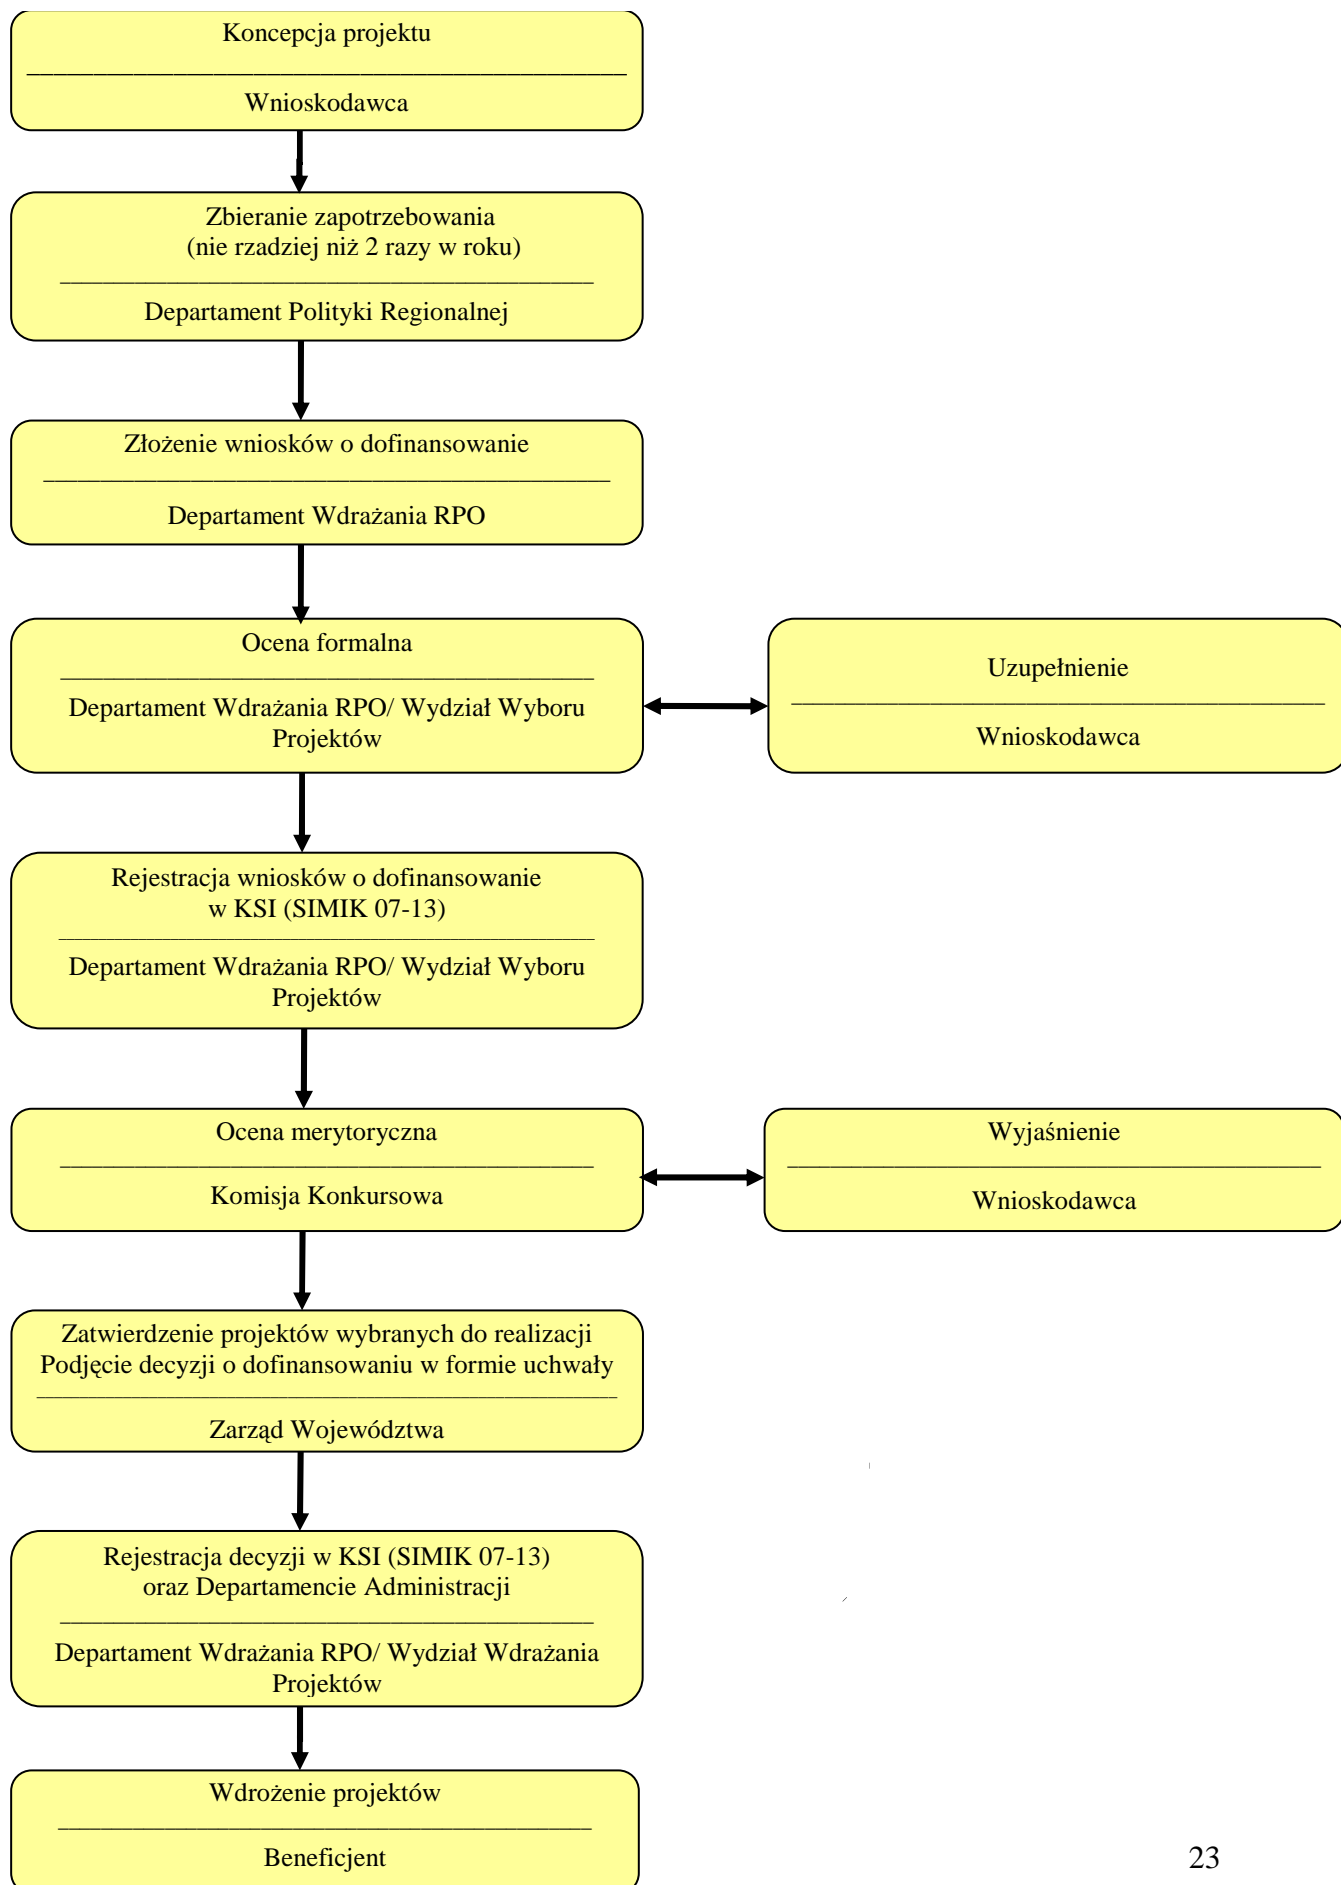 Koncepcja projektu
Wnioskodawca
Zbieranie zapotrzebowania
(nie rzadziej niż 2 razy w roku)
Departament Polityki Regionalnej
Złożenie wniosków o dofinansowanie
Departament Wdrażania RPO
Ocena formalna
Departament Wdrażania RPO/ Wydział Wyboru
Projektów
Uzupełnienie
Wnioskodawca
Rejestracja wniosków o dofinansowanie
w KSI (SIMIK 07-13)
Departament Wdrażania RPO/ Wydział Wyboru
Projektów
Ocena merytoryczna
Komisja Konkursowa
Wyjaśnienie
Wnioskodawca
Zatwierdzenie projektów wybranych do realizacji
Podjęcie decyzji o dofinansowaniu w formie uchwały
Zarząd Województwa
Rejestracja decyzji w KSI (SIMIK 07-13)
oraz Departamencie Administracji
Departament Wdrażania RPO/ Wydział Wdrażania
Projektów
Wdrożenie projektów
Beneficjent
23